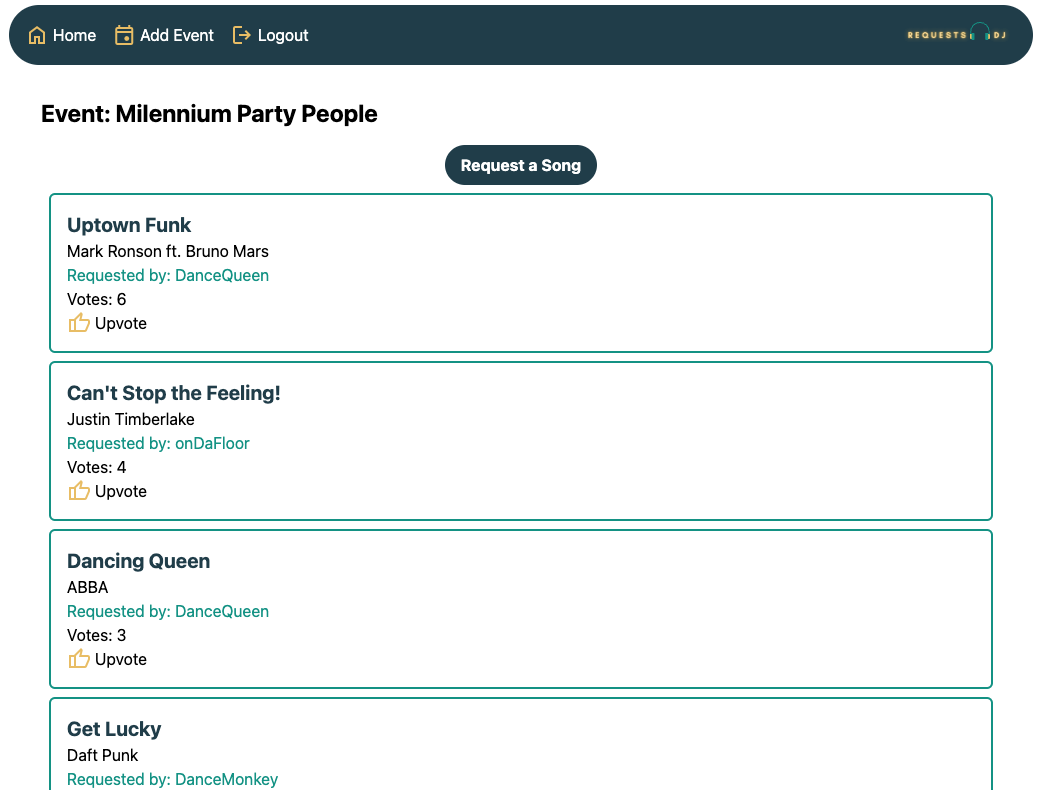 Home Add Event Logout REQUESTS DJ
Event: Milennium Party People
Request a Song
Uptown Funk
Mark Ronson ft. Bruno Mars
Requested by: DanceQueen
Votes: 6
Upvote
Can't Stop the Feeling!
Justin Timberlake
Requested by: onDaFloor
Votes: 4
Upvote
Dancing Queen
ABBA
Requested by: DanceQueen
Votes: 3
Upvote
Get Lucky
Daft Punk
Requested by: DanceMonkey